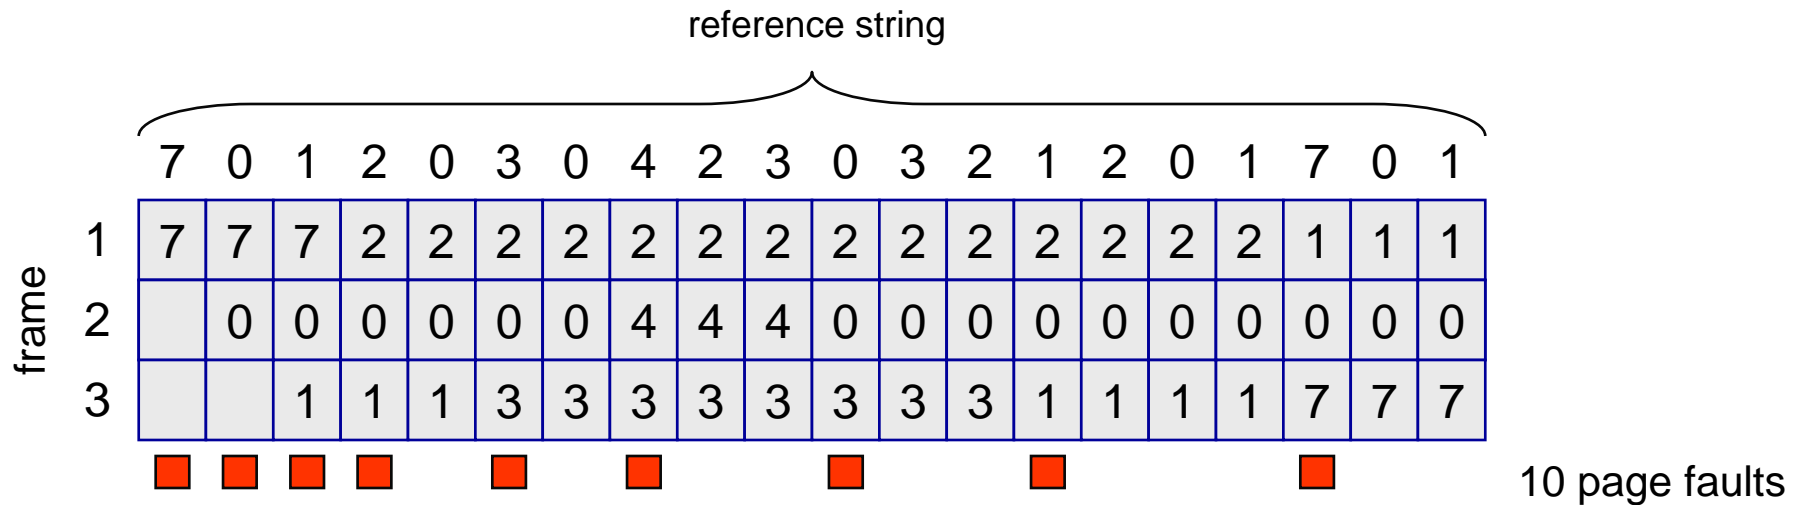 reference string
7 0 1 2 0 3 0 4 2 3 0 3 2 1 2 0 1 7 0 1
1 7 7 7 2 2 2 2 2 2 2 2 2 2 2 2 2 2 1 1 1
frame
2 0 0 0 0 0 0 4 4 4 0 0 0 0 0 0 0 0 0 0
3 1 1 1 3 3 3 3 3 3 3 3 1 1 1 1 7 7 7
10 page faults